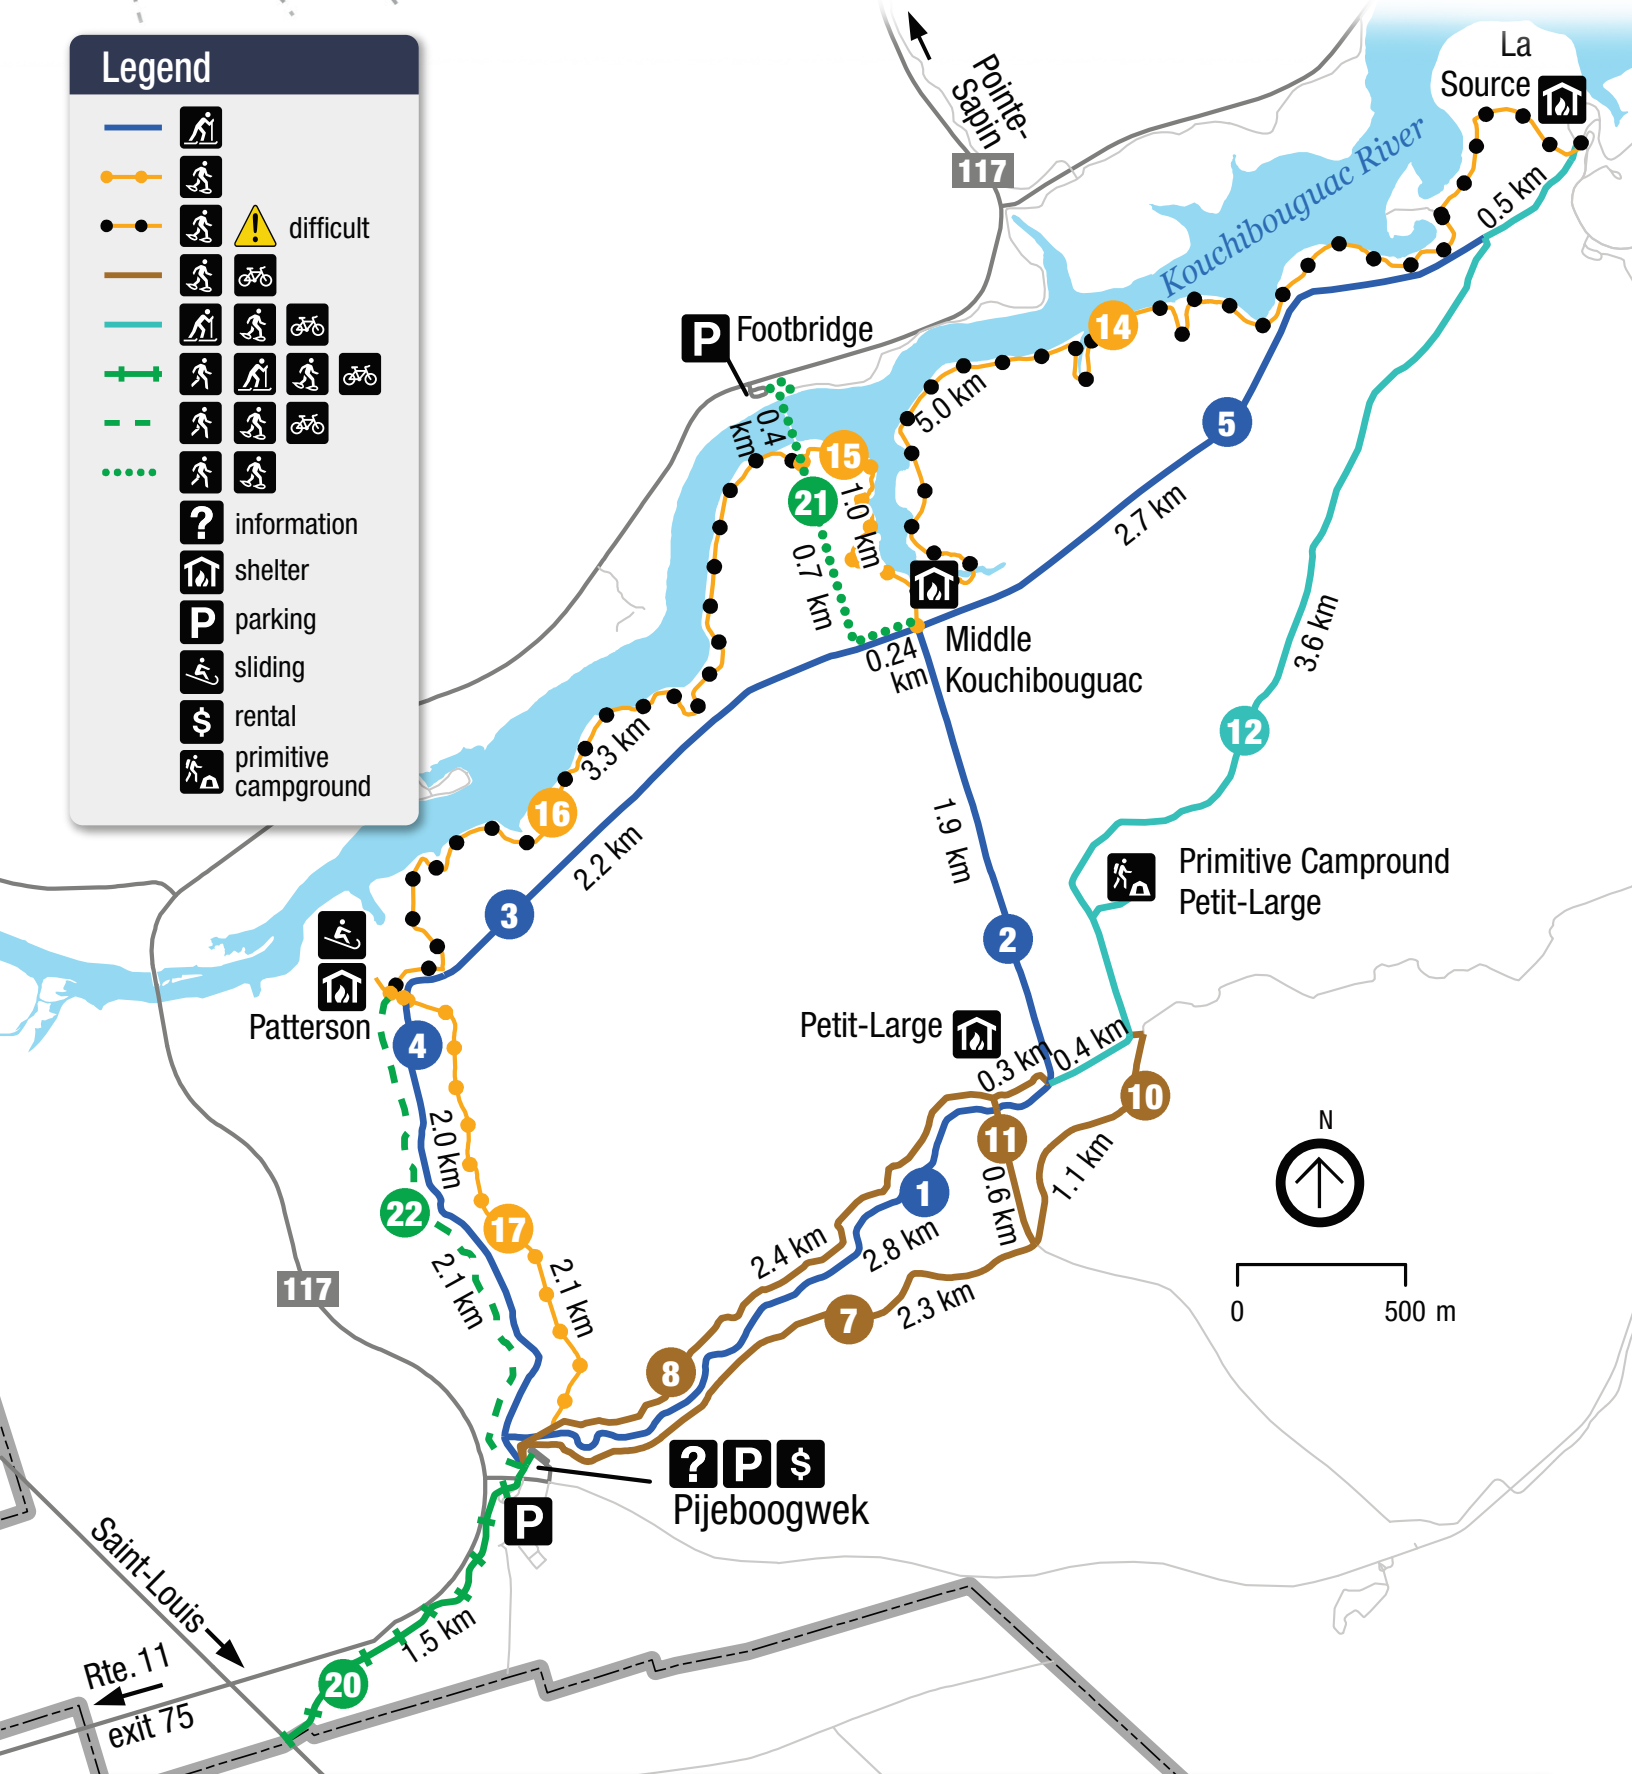 Legend
difficult
information
shelter
P
parking
sliding
$
rental
primitive
campground
?
La
Source
Pointe-
Sapin
117
Kouchibouguac River
0.5 km
14
P
Footbridge
0.4
km
5.0 km
15
21
1.0 km
0.7 km
5
2.7 km
0.24
km
Middle
Kouchibouguac
3.6 km
12
3.3 km
16
2.2 km
3
1.9 km
2
Primitive Campround
Petit-Large
Patterson
4
Petit-Large
0.3 km
0.4 km
10
11
1.1 km
0.6 km
1
2.0 km
22
17
2.1 km
2.1 km
2.4 km
2.8 km
7
2.3 km
8
117
N
0
500 m
? P $
Pijeboogwek
P
Saint-Louis
1.5 km
20
Rte. 11
exit 75